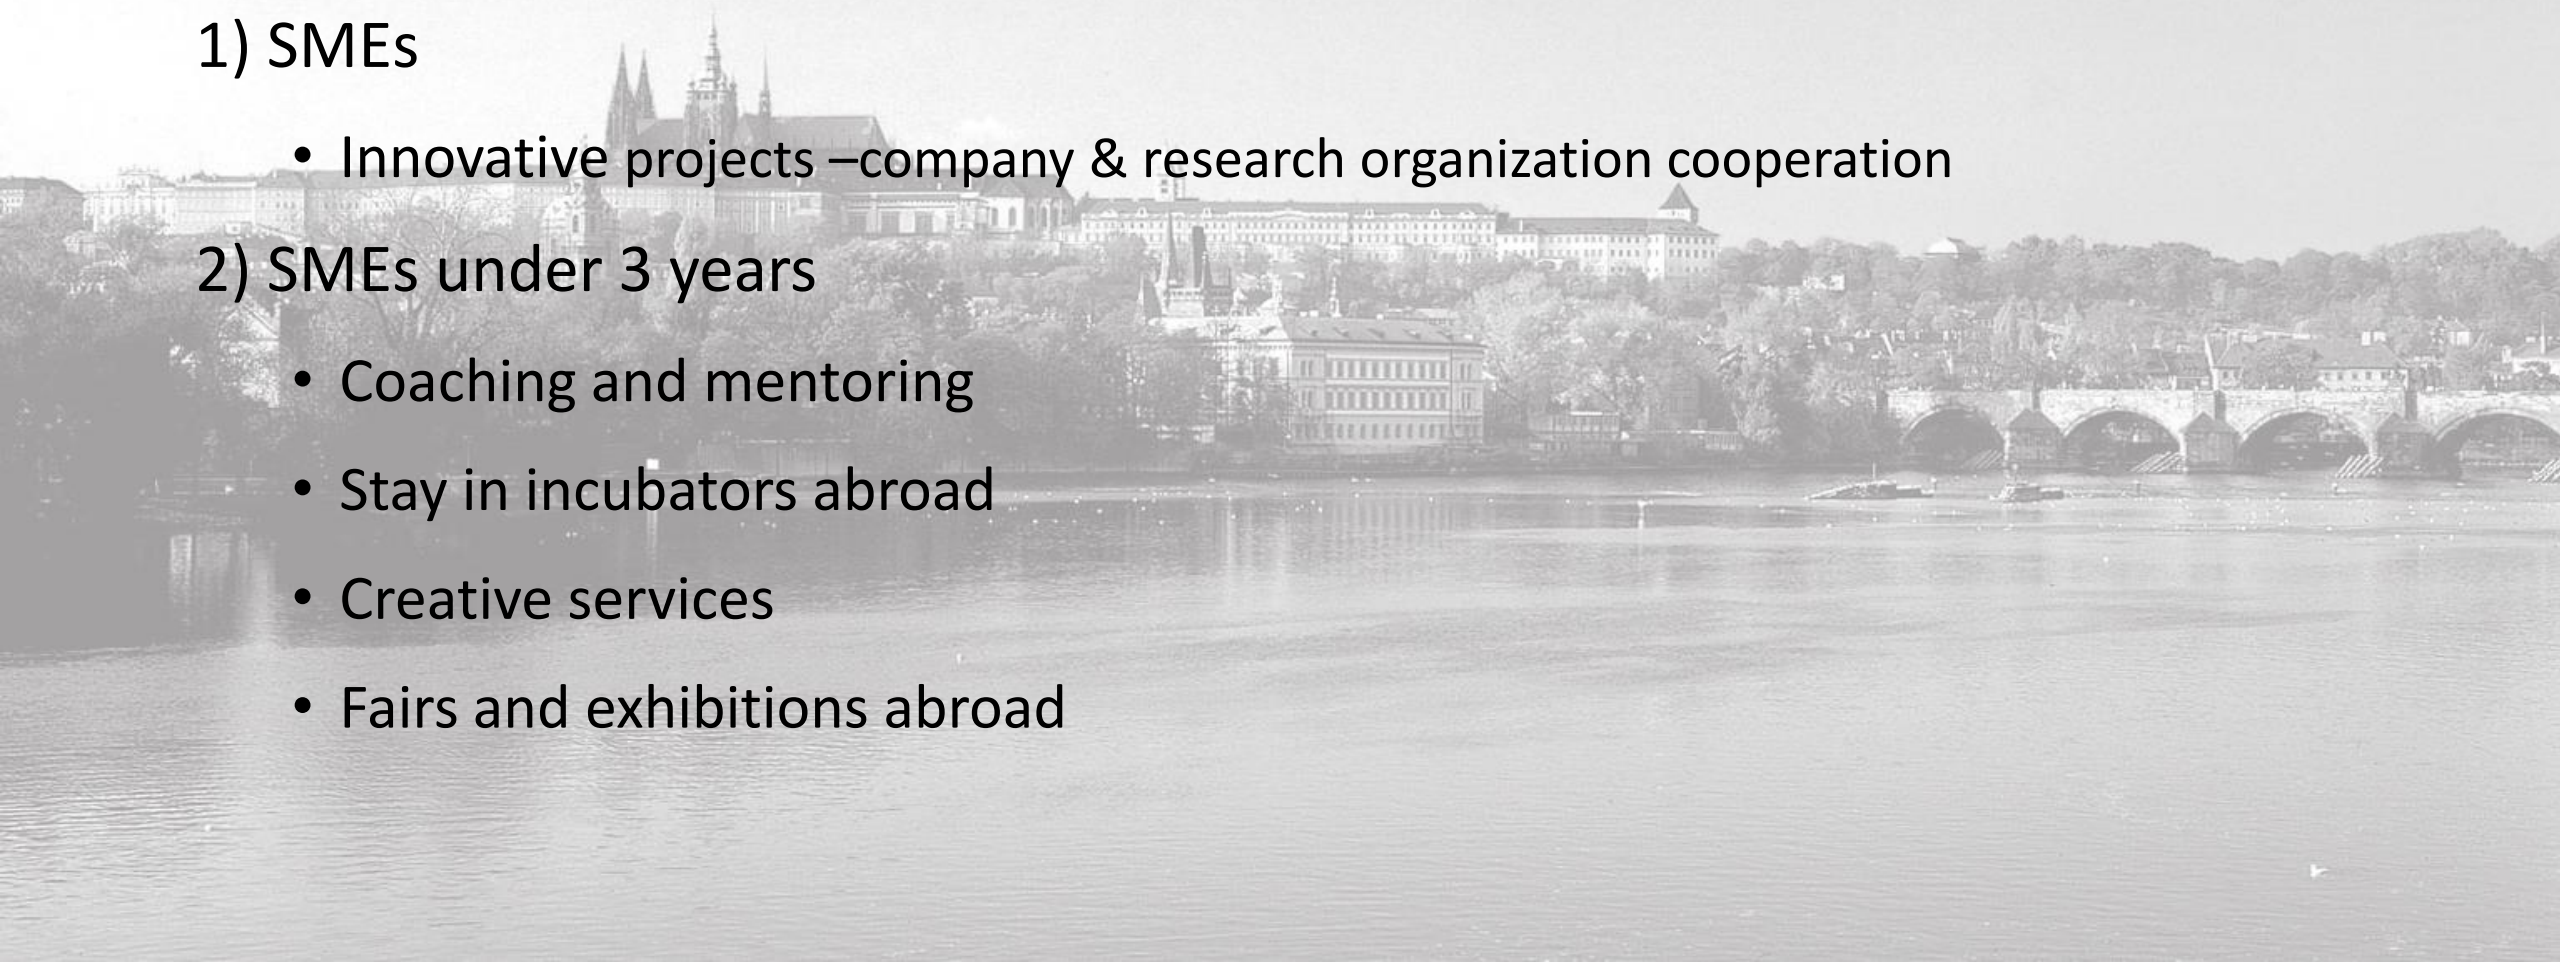 1) SMEs
• Innovative projects –company & research organization cooperation
2) SMEs under 3 years
• Coaching and mentoring
• Stay in incubators abroad
• Creative services
• Fairs and exhibitions abroad